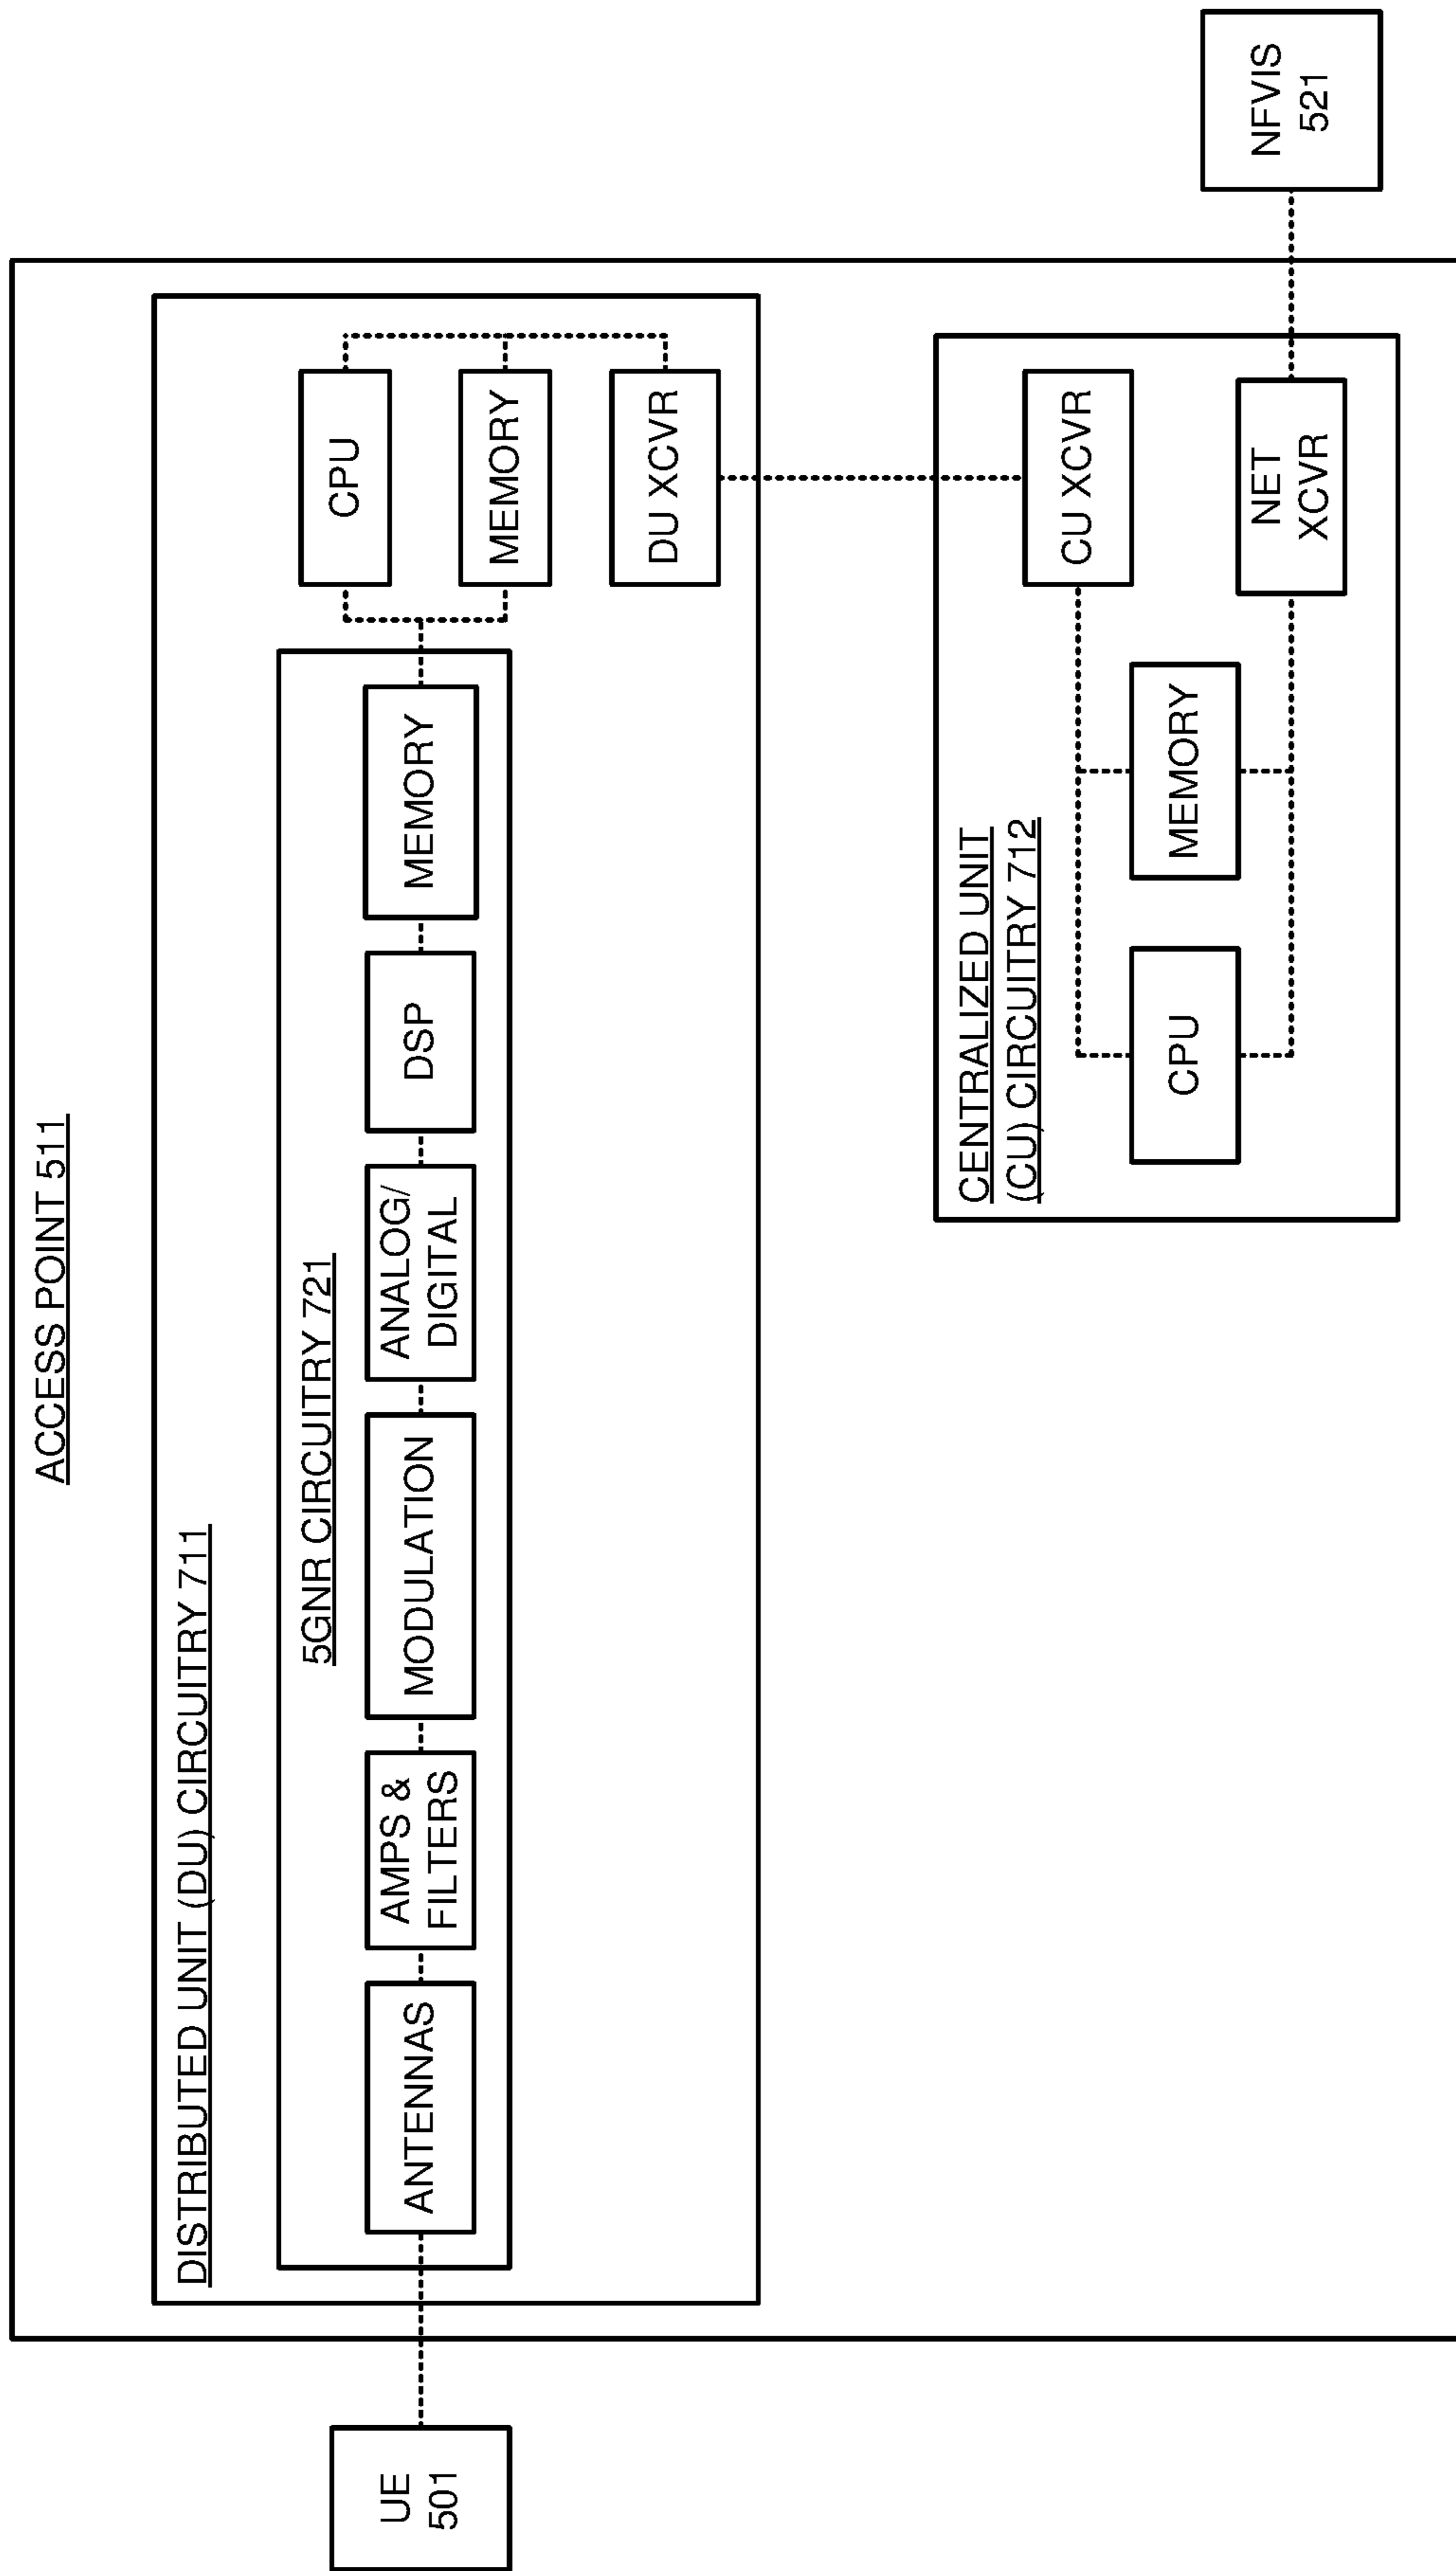 ACCESS POINT 511
DISTRIBUTED UNIT (DU) CIRCUITRY 711
5GNR CIRCUITRY 721
UE
501
ANTENNAS
AMPS &
FILTERS
MODULATION
ANALOG/
DIGITAL
DSP
MEMORY
CPU
MEMORY
DU XCVR
CENTRALIZED UNIT
(CU) CIRCUITRY 712
CPU
MEMORY
CU XCVR
NET
XCVR
NFVIS
521